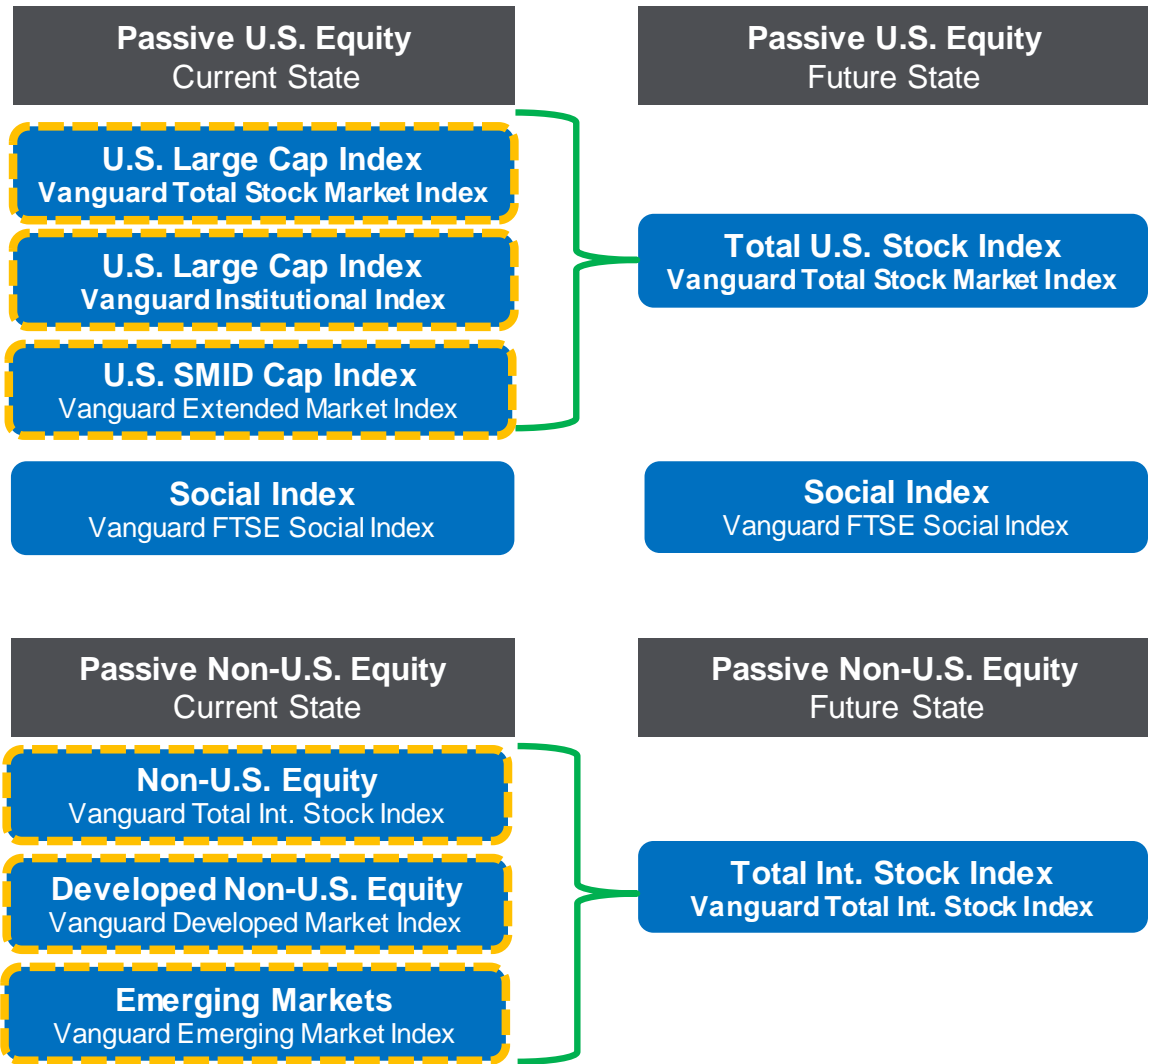 Passive U.S. Equity
Current State
U.S. Large Cap Index
Vanguard Total Stock Market Index
U.S. Large Cap Index
Vanguard Institutional Index
U.S. SMID Cap Index
Vanguard Extended Market Index
Social Index
Vanguard FTSE Social Index
Passive U.S. Equity
Future State
Total U.S. Stock Index
Vanguard Total Stock Market Index
Social Index
Vanguard FTSE Social Index
Passive Non-U.S. Equity
Current State
Non-U.S. Equity
Vanguard Total Int. Stock Index
Developed Non-U.S. Equity
Vanguard Developed Market Index
Emerging Markets
Vanguard Emerging Market Index
Passive Non-U.S. Equity
Future State
Total Int. Stock Index
Vanguard Total Int. Stock Index